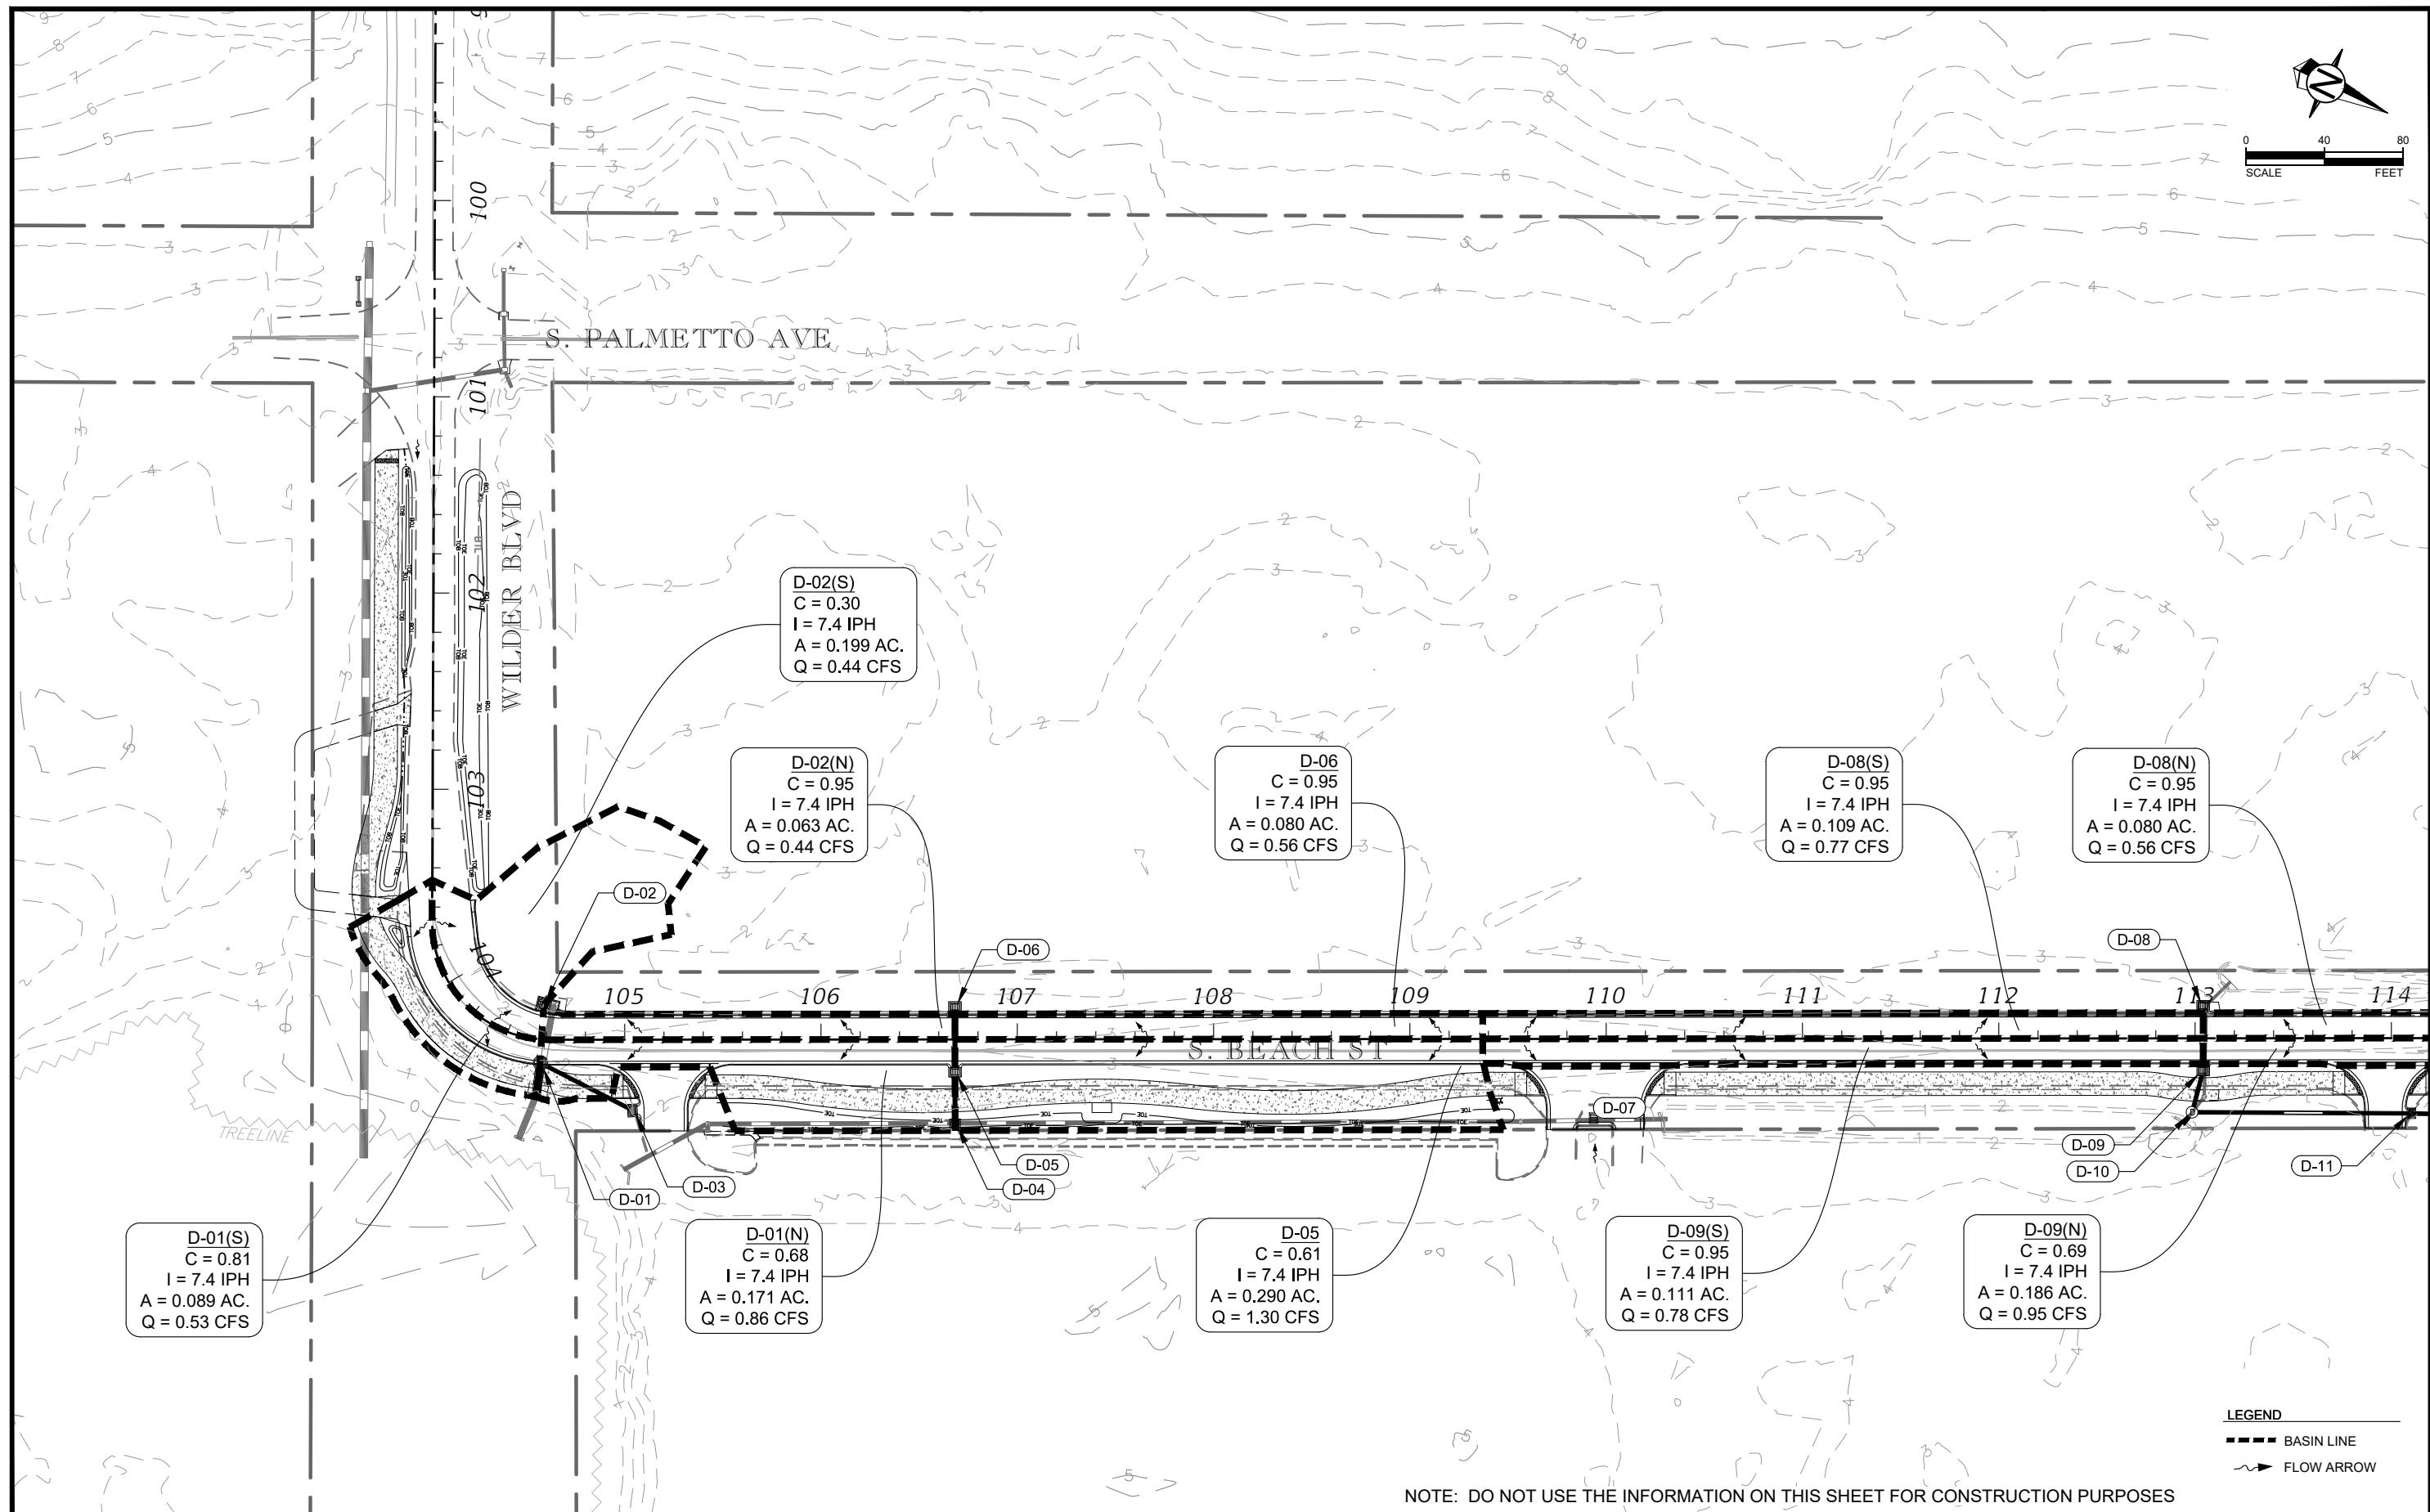 N
0 40 80
SCALE FEET
100
S. PALMETTO AVE
101
WILDER BLVD
102
103
104
D-02(S)
C = 0.30
I = 7.4 IPH
A = 0.199 AC.
Q = 0.44 CFS
D-02(N)
C = 0.95
I = 7.4 IPH
A = 0.063 AC.
Q = 0.44 CFS
D-06
C = 0.95
I = 7.4 IPH
A = 0.080 AC.
Q = 0.56 CFS
D-08(S)
C = 0.95
I = 7.4 IPH
A = 0.109 AC.
Q = 0.77 CFS
D-08(N)
C = 0.95
I = 7.4 IPH
A = 0.080 AC.
Q = 0.56 CFS
D-02
D-06
D-08
105 106 107 108 109 110 111 112 113 114
S. BEACH ST
TREELINE
D-07
D-05
D-04
D-03
D-01
D-09
D-10
D-11
D-01(S)
C = 0.81
I = 7.4 IPH
A = 0.089 AC.
Q = 0.53 CFS
D-01(N)
C = 0.68
I = 7.4 IPH
A = 0.171 AC.
Q = 0.86 CFS
D-05
C = 0.61
I = 7.4 IPH
A = 0.290 AC.
Q = 1.30 CFS
D-09(S)
C = 0.95
I = 7.4 IPH
A = 0.111 AC.
Q = 0.78 CFS
D-09(N)
C = 0.69
I = 7.4 IPH
A = 0.186 AC.
Q = 0.95 CFS
LEGEND
BASIN LINE
FLOW ARROW
NOTE: DO NOT USE THE INFORMATION ON THIS SHEET FOR CONSTRUCTION PURPOSES